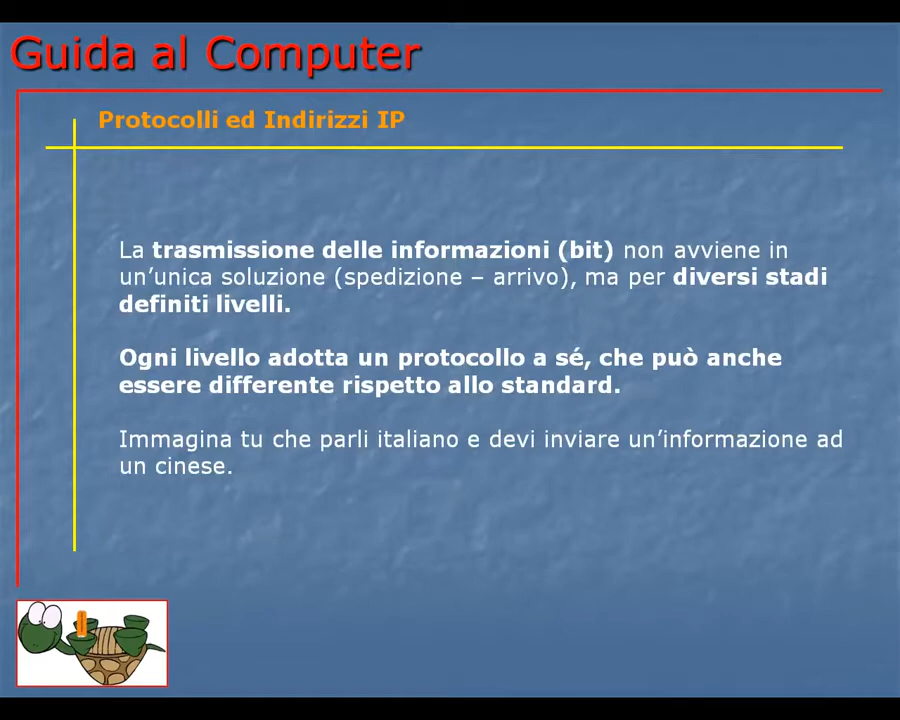 Guida al Computer
Protocolli ed Indirizzi IP
La trasmissione delle informazioni (bit) non avviene in
un’unica soluzione (spedizione – arrivo), ma per diversi stadi
definiti livelli.
Ogni livello adotta un protocollo a sé, che può anche
essere differente rispetto allo standard.
Immagina tu che parli italiano e devi inviare un’informazione ad
un cinese.